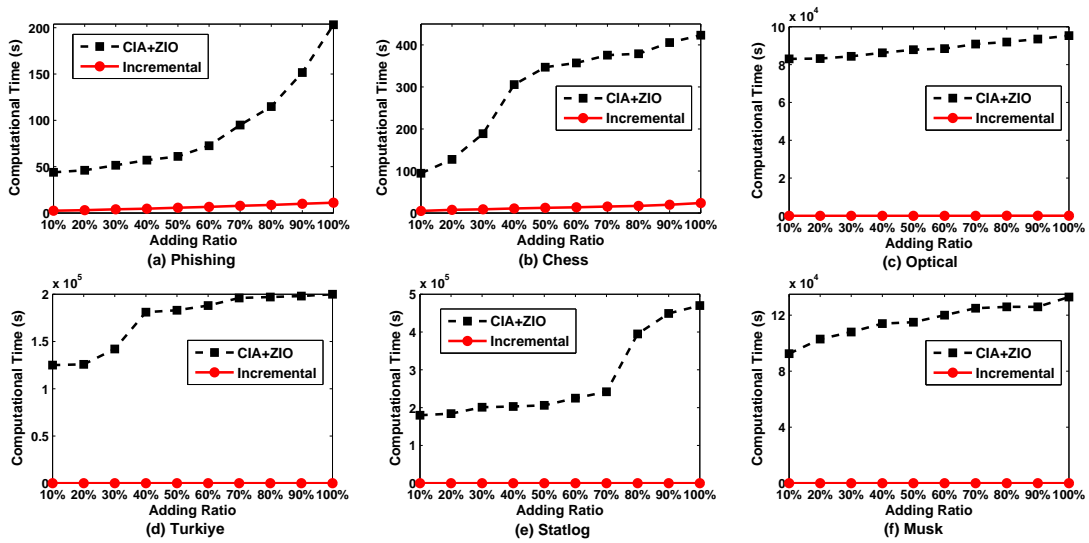 200
150
100
50
0
Computational Time (s)
CIA+ZIO
Incremental
10% 20% 30% 40% 50% 60% 70% 80% 90% 100%
Adding Ratio
(a) Phishing
400
300
200
100
0
Computational Time (s)
CIA+ZIO
Incremental
10% 20% 30% 40% 50% 60% 70% 80% 90% 100%
Adding Ratio
(b) Chess
x 10^4
10
8
6
4
2
0
Computational Time (s)
CIA+ZIO
Incremental
10% 20% 30% 40% 50% 60% 70% 80% 90% 100%
Adding Ratio
(c) Optical
x 10^5
2
1.5
1
0.5
0
Computational Time (s)
CIA+ZIO
Incremental
10% 20% 30% 40% 50% 60% 70% 80% 90% 100%
Adding Ratio
(d) Turkiye
x 10^5
5
4
3
2
1
0
Computational Time (s)
CIA+ZIO
Incremental
10% 20% 30% 40% 50% 60% 70% 80% 90% 100%
Adding Ratio
(e) Statlog
x 10^4
12
8
4
0
Computational Time (s)
CIA+ZIO
Incremental
10% 20% 30% 40% 50% 60% 70% 80% 90% 100%
Adding Ratio
(f) Musk